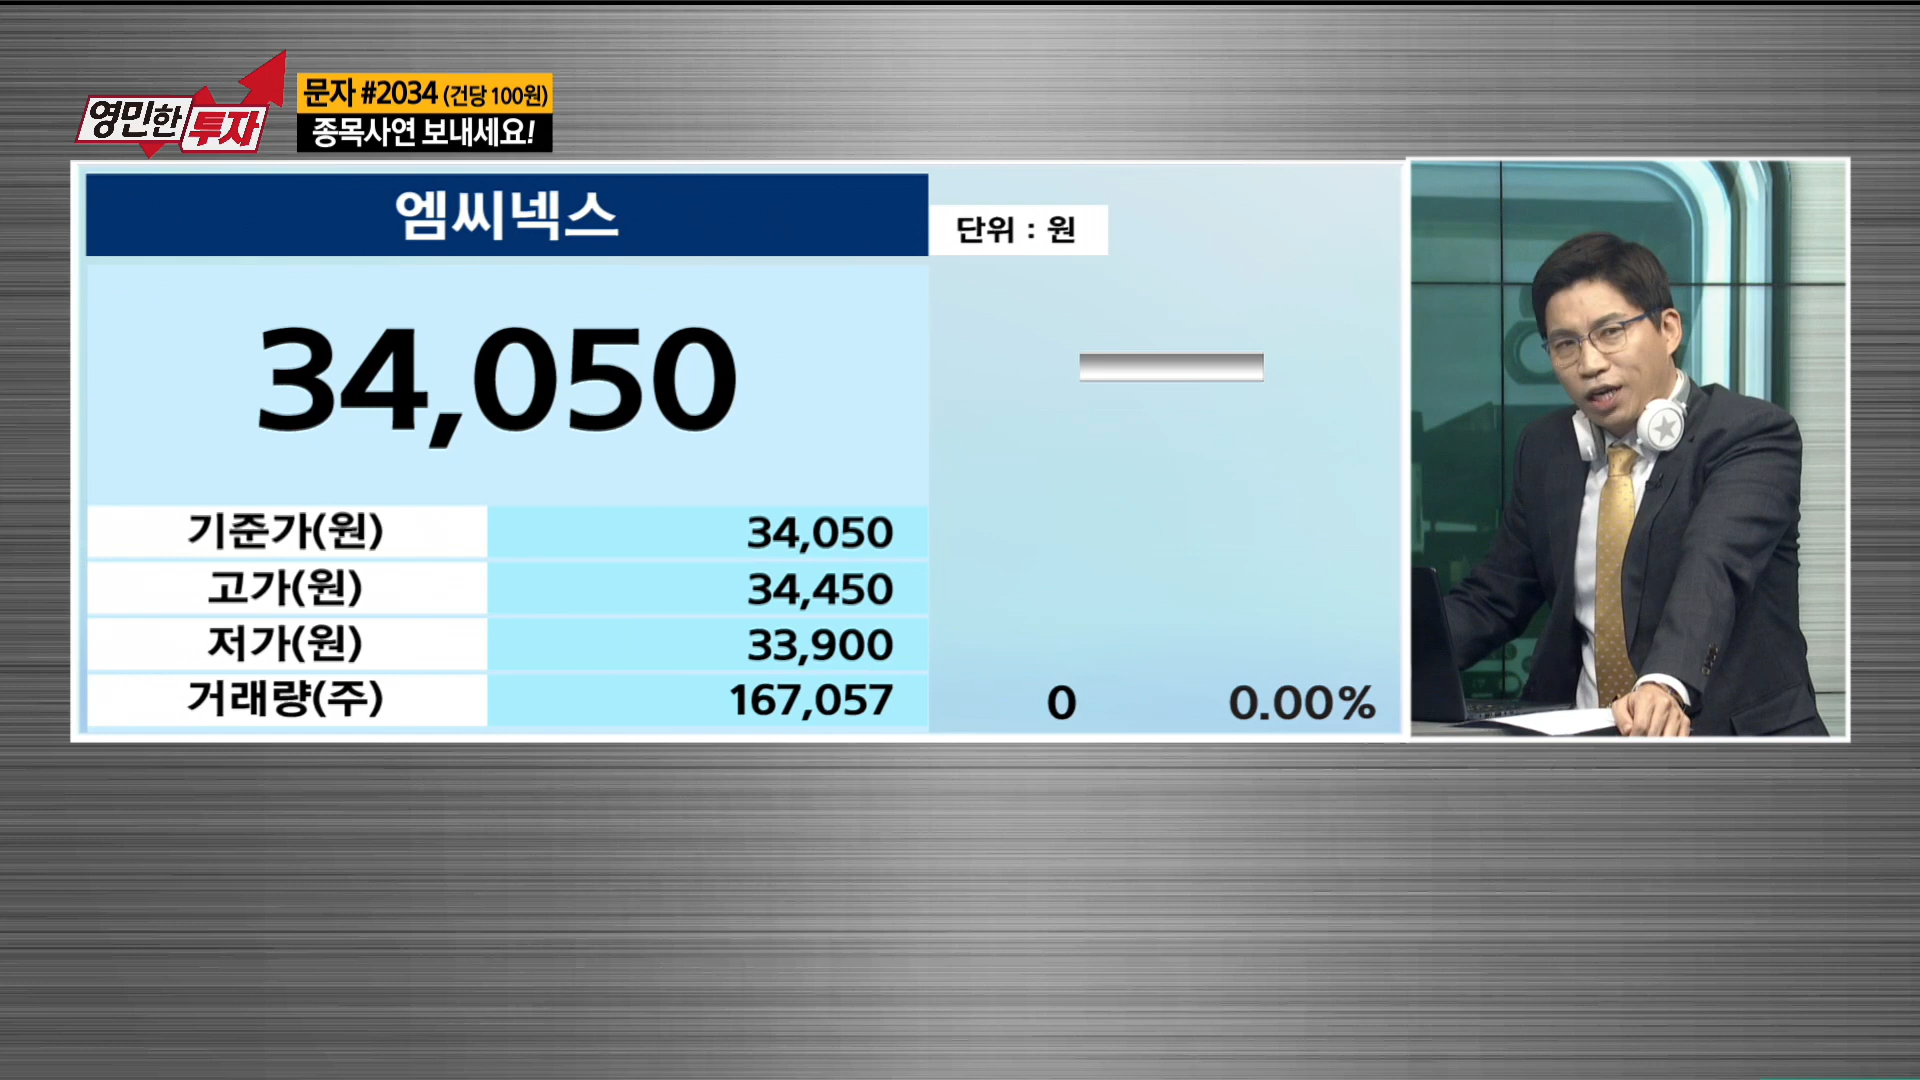 영민한 투자
문자 #2034 (건당 100원)
종목사연 보내세요!
엠씨넥스
단위 : 원
34,050
기준가(원) 34,050
고가(원) 34,450
저가(원) 33,900
거래량(주) 167,057
0 0.00%